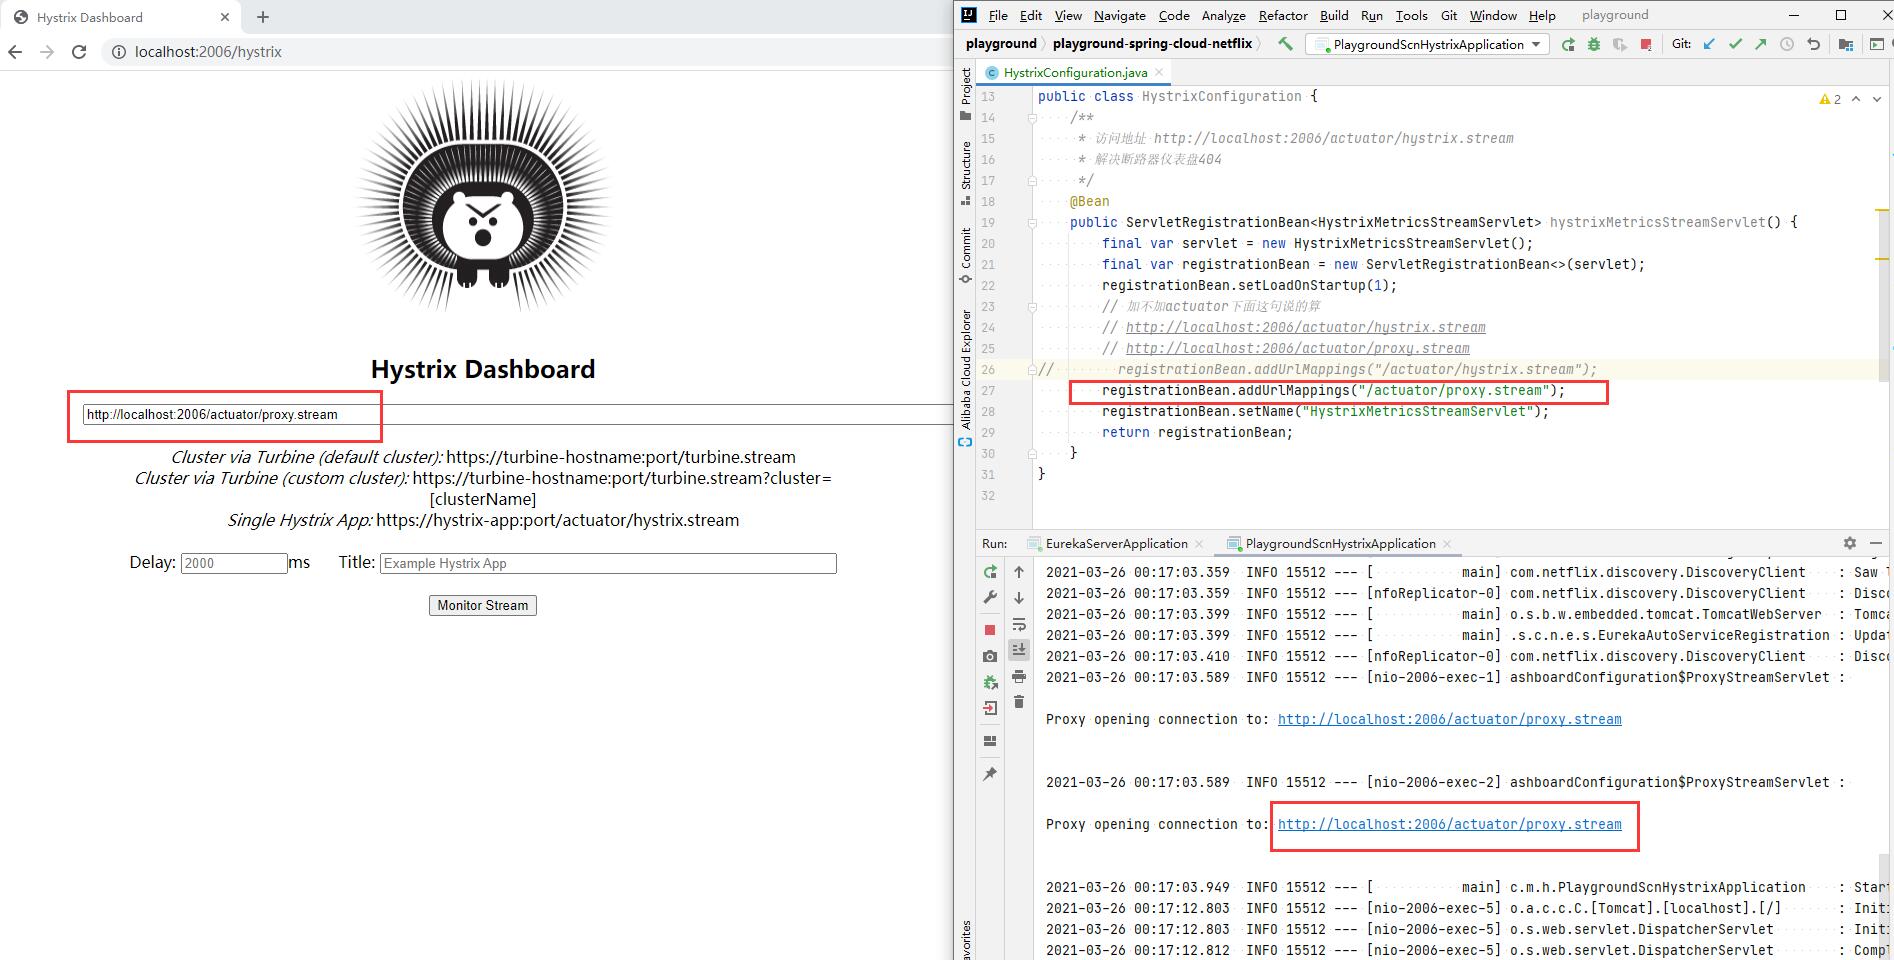 Hystrix Dashboard
localhost:2006/hystrix
Hystrix Dashboard
http://localhost:2006/actuator/proxy.stream
Cluster via Turbine (default cluster): https://turbine-hostname:port/turbine.stream
Cluster via Turbine (custom cluster): https://turbine-hostname:port/turbine.stream?cluster=
[clusterName]
Single Hystrix App: https://hystrix-app:port/actuator/hystrix.stream
Delay: 2000 ms Title: Example Hystrix App
Monitor Stream
IJ File Edit View Navigate Code Analyze Refactor Build Run Tools Git Window Help playground
playground playground-spring-cloud-netflix PlaygroundScnHystrixApplication Git:
Project
Structure
Commit
Alibaba Cloud Explorer
avorites
C HystrixConfiguration.java
2
13 public class HystrixConfiguration {
14 /**
15 * 访问地址 http://localhost:2006/actuator/hystrix.stream
16 * 解决断路器仪表盘404
17 */
18 @Bean
19 public ServletRegistrationBean<HystrixMetricsStreamServlet> hystrixMetricsStreamServlet() {
20 final var servlet = new HystrixMetricsStreamServlet();
21 final var registrationBean = new ServletRegistrationBean<>(servlet);
22 registrationBean.setLoadOnStartup(1);
23 // 加不加actuator下面这句说的算
24 // http://localhost:2006/actuator/hystrix.stream
25 // http://localhost:2006/actuator/proxy.stream
26 // registrationBean.addUrlMappings("/actuator/hystrix.stream");
27 registrationBean.addUrlMappings("/actuator/proxy.stream");
28 registrationBean.setName("HystrixMetricsStreamServlet");
29 return registrationBean;
30 }
31 }
32
Run: EurekaServerApplication PlaygroundScnHystrixApplication
2021-03-26 00:17:03.359 INFO 15512 --- [ main] com.netflix.discovery.DiscoveryClient : Saw
2021-03-26 00:17:03.359 INFO 15512 --- [nfoReplicator-0] com.netflix.discovery.DiscoveryClient : Disco
2021-03-26 00:17:03.399 INFO 15512 --- [ main] o.s.b.w.embedded.tomcat.TomcatWebServer : Tomca
2021-03-26 00:17:03.399 INFO 15512 --- [ main] .s.c.n.e.s.EurekaAutoServiceRegistration : Updat
2021-03-26 00:17:03.410 INFO 15512 --- [nfoReplicator-0] com.netflix.discovery.DiscoveryClient : Disco
2021-03-26 00:17:03.589 INFO 15512 --- [nio-2006-exec-1] ashboardConfiguration$ProxyStreamServlet :
Proxy opening connection to: http://localhost:2006/actuator/proxy.stream
2021-03-26 00:17:03.589 INFO 15512 --- [nio-2006-exec-2] ashboardConfiguration$ProxyStreamServlet :
Proxy opening connection to: http://localhost:2006/actuator/proxy.stream
2021-03-26 00:17:03.949 INFO 15512 --- [ main] c.m.h.PlaygroundScnHystrixApplication : Start
2021-03-26 00:17:12.803 INFO 15512 --- [nio-2006-exec-5] o.a.c.c.C.[Tomcat].[localhost].[/] : Initi
2021-03-26 00:17:12.803 INFO 15512 --- [nio-2006-exec-5] o.s.web.servlet.DispatcherServlet : Initi
2021-03-26 00:17:12.812 INFO 15512 --- [nio-2006-exec-5] o.s.web.servlet.DispatcherServlet : Compl